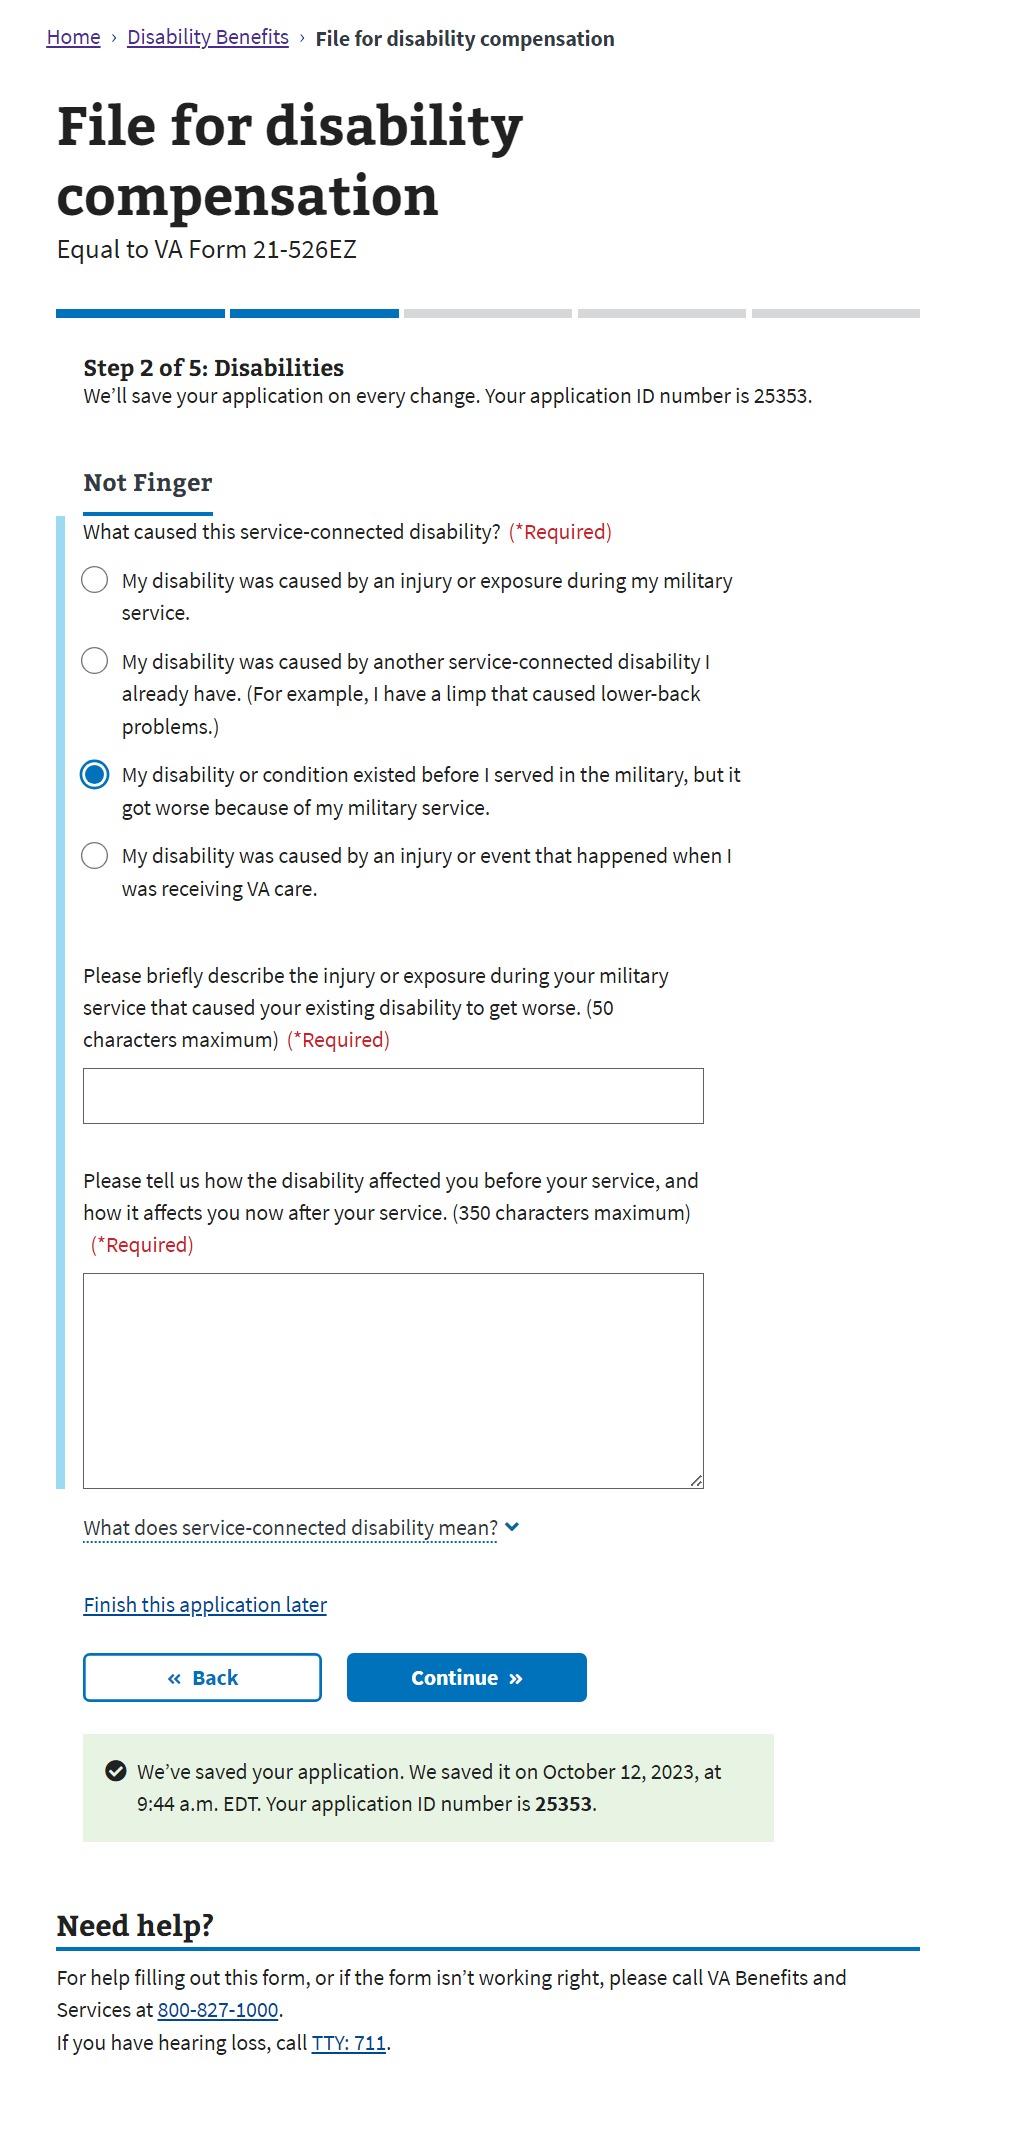 Home › Disability Benefits › File for disability compensation
File for disability
compensation
Equal to VA Form 21-526EZ
Step 2 of 5: Disabilities
We’ll save your application on every change. Your application ID number is 25353.
Not Finger
What caused this service-connected disability? (*Required)
My disability was caused by an injury or exposure during my military
service.
My disability was caused by another service-connected disability I
already have. (For example, I have a limp that caused lower-back
problems.)
My disability or condition existed before I served in the military, but it
got worse because of my military service.
My disability was caused by an injury or event that happened when I
was receiving VA care.
Please briefly describe the injury or exposure during your military
service that caused your existing disability to get worse. (50
characters maximum) (*Required)
Please tell us how the disability affected you before your service, and
how it affects you now after your service. (350 characters maximum)
(*Required)
What does service-connected disability mean?
Finish this application later
« Back
Continue »
We’ve saved your application. We saved it on October 12, 2023, at
9:44 a.m. EDT. Your application ID number is 25353.
Need help?
For help filling out this form, or if the form isn’t working right, please call VA Benefits and
Services at 800-827-1000.
If you have hearing loss, call TTY: 711.